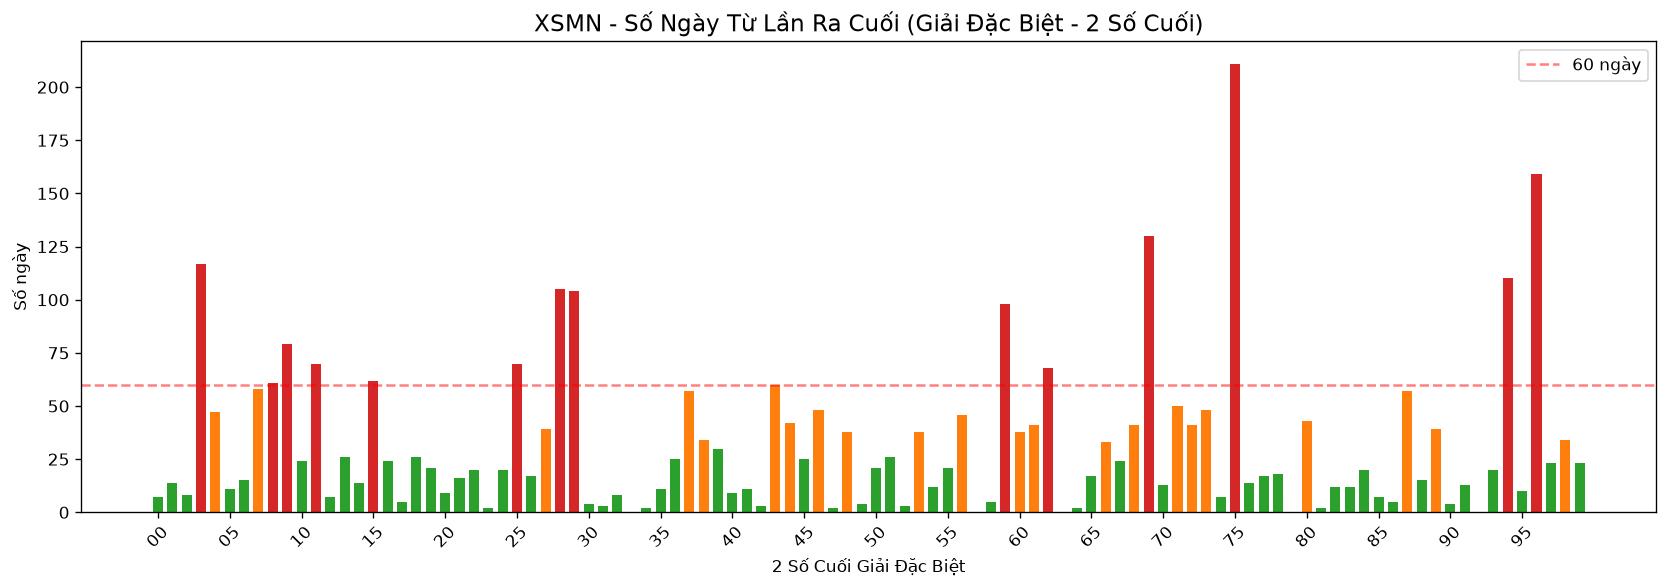 XSMN - Số Ngày Từ Lần Ra Cuối (Giải Đặc Biệt - 2 Số Cuối)
60 ngày
Số ngày
200
175
150
125
100
75
50
25
0
00 05 10 15 20 25 30 35 40 45 50 55 60 65 70 75 80 85 90 95
2 Số Cuối Giải Đặc Biệt